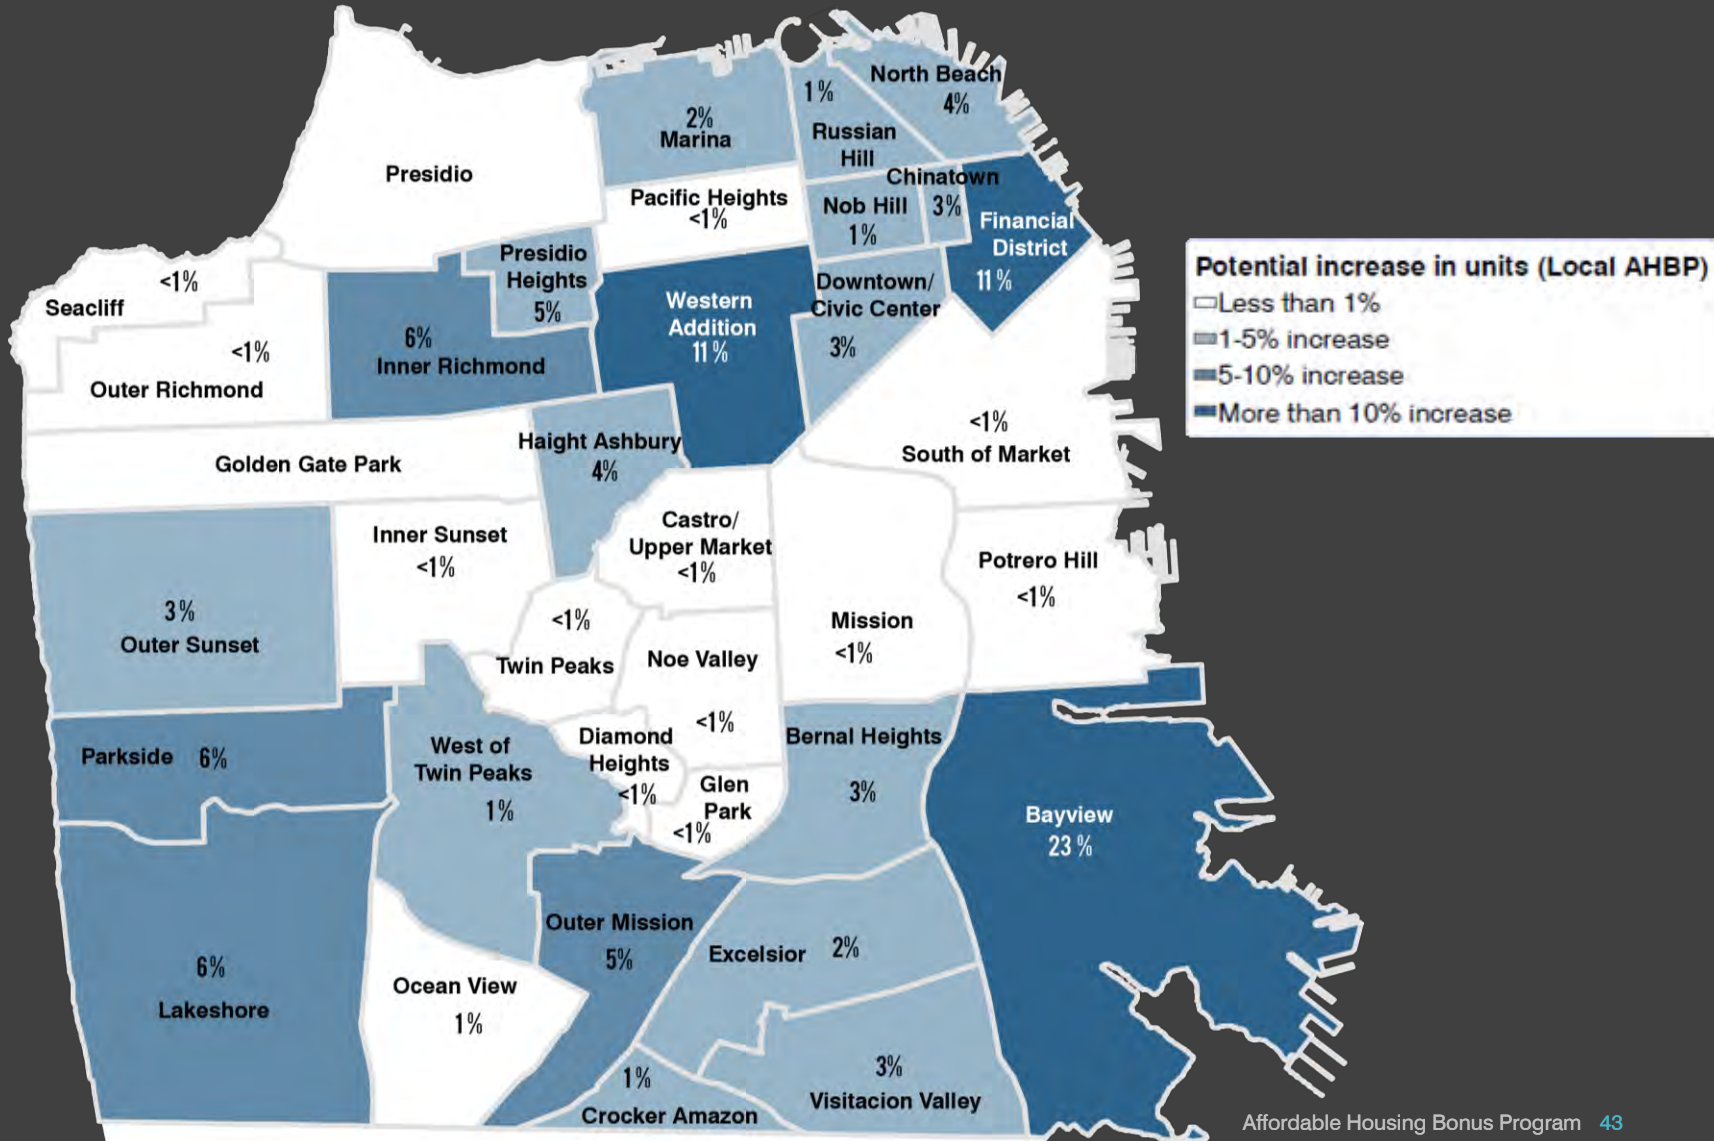 North Beach
4%
1%
Russian
Hill
2%
Marina
Presidio
Pacific Heights
<1%
Chinatown
3%
Nob Hill
1%
Financial
District
11%
Presidio
Heights
5%
Seacliff
<1%
Western
Addition
11%
Downtown/
Civic Center
3%
6%
Inner Richmond
<1%
Outer Richmond
Potential increase in units (Local AHBP)
Less than 1%
1-5% increase
5-10% increase
More than 10% increase
Golden Gate Park
Haight Ashbury
4%
<1%
South of Market
Inner Sunset
<1%
Castro/
Upper Market
<1%
Potrero Hill
<1%
3%
Outer Sunset
<1%
Twin Peaks
Noe Valley
<1%
Mission
<1%
Parkside 6%
West of
Twin Peaks
1%
Diamond
Heights
<1%
Glen
Park
<1%
Bernal Heights
3%
Bayview
23%
6%
Lakeshore
Ocean View
1%
Outer Mission
5%
Excelsior 2%
1%
Crocker Amazon
3%
Visitacion Valley
Affordable Housing Bonus Program 43